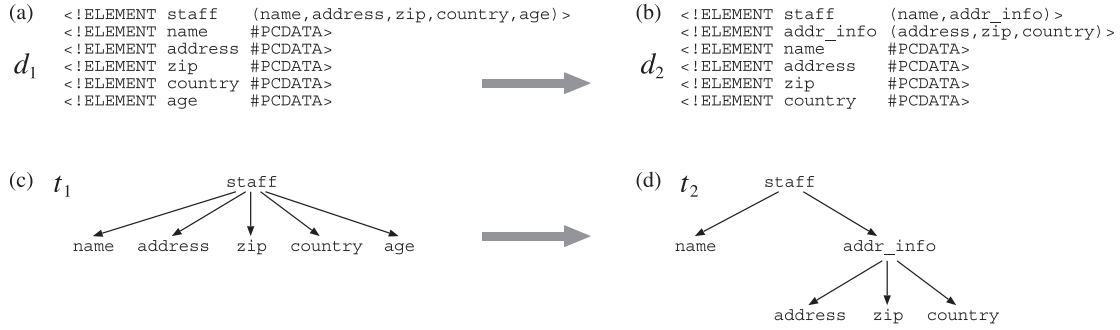 (a) <!ELEMENT staff (name,address,zip,country,age)>
<!ELEMENT name #PCDATA>
<!ELEMENT address #PCDATA>
d1 <!ELEMENT zip #PCDATA>
<!ELEMENT country #PCDATA>
<!ELEMENT age #PCDATA>
(b) <!ELEMENT staff (name,addr_info)>
<!ELEMENT addr_info (address,zip,country)>
<!ELEMENT name #PCDATA>
d2 <!ELEMENT address #PCDATA>
<!ELEMENT zip #PCDATA>
<!ELEMENT country #PCDATA>
(c) t1 staff
name address zip country age
(d) t2 staff
name addr_info
address zip country